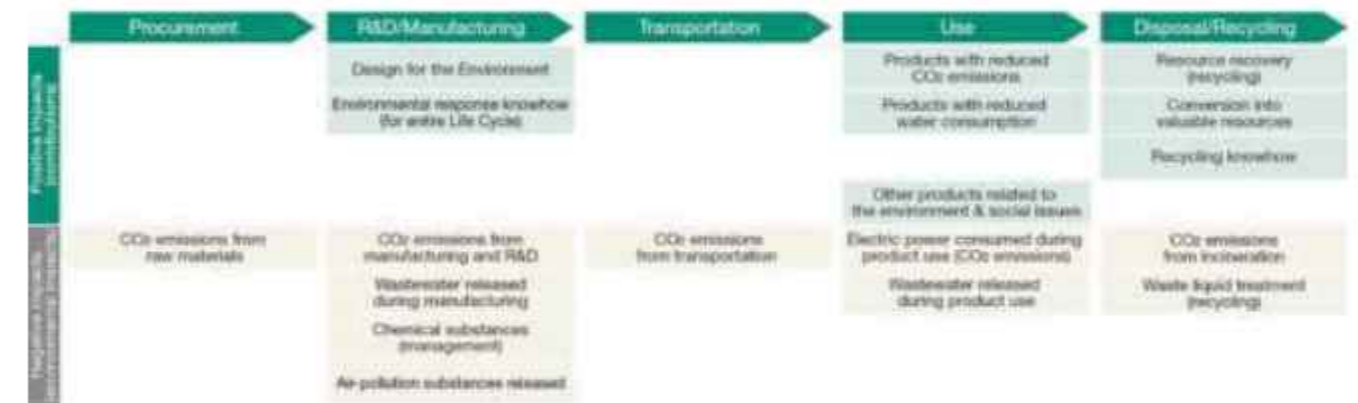 Procurement
R&D/Manufacturing
Transportation
Use
Disposal/Recycling
Positive impacts
(contributions)
Design for the Environment
Environmental response knowhow
(for entire Life Cycle)
Products with reduced
CO₂ emissions
Products with reduced
water consumption
Other products related to
the environment & social issues
Resource recovery
(recycling)
Conversion into
valuable resources
Recycling knowhow
Negative impacts
CO₂ emissions from
raw materials
CO₂ emissions from
manufacturing and R&D
Wastewater released
during manufacturing
Chemical substances
(management)
Air-pollution substances released
CO₂ emissions
from transportation
Electric power consumed during
product use (CO₂ emissions)
Wastewater released
during product use
CO₂ emissions
from incineration
Waste liquid treatment
(recycling)